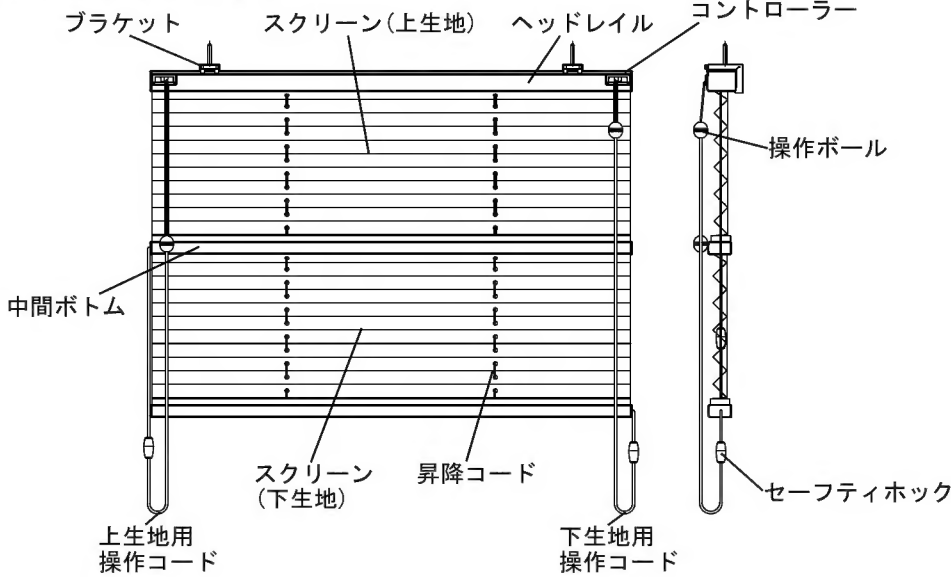 ブラケット
スクリーン(上生地)
ヘッドレイル
コントローラー
操作ボール
中間ボトム
スクリーン
(下生地)
昇降コード
セーフティホック
上生地用
操作コード
下生地用
操作コード